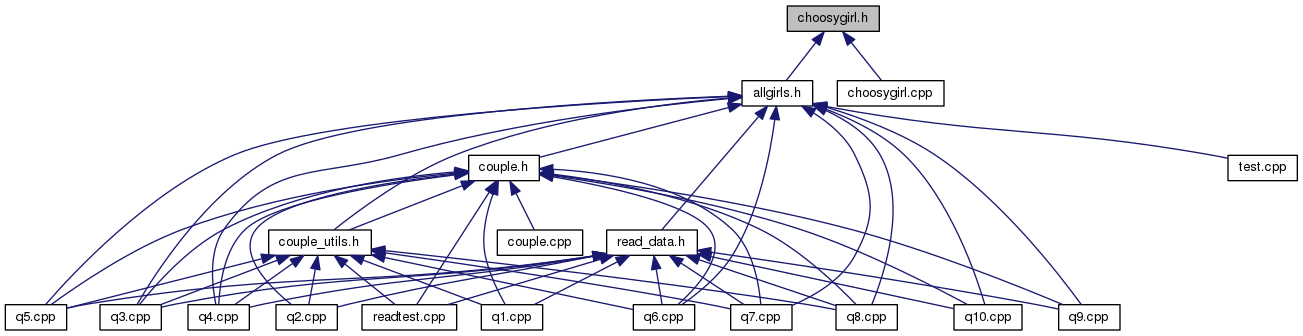 choosygirl.h
allgirls.h
choosygirl.cpp
couple.h
test.cpp
couple_utils.h
couple.cpp
read_data.h
q5.cpp
q3.cpp
q4.cpp
q2.cpp
readtest.cpp
q1.cpp
q6.cpp
q7.cpp
q8.cpp
q10.cpp
q9.cpp